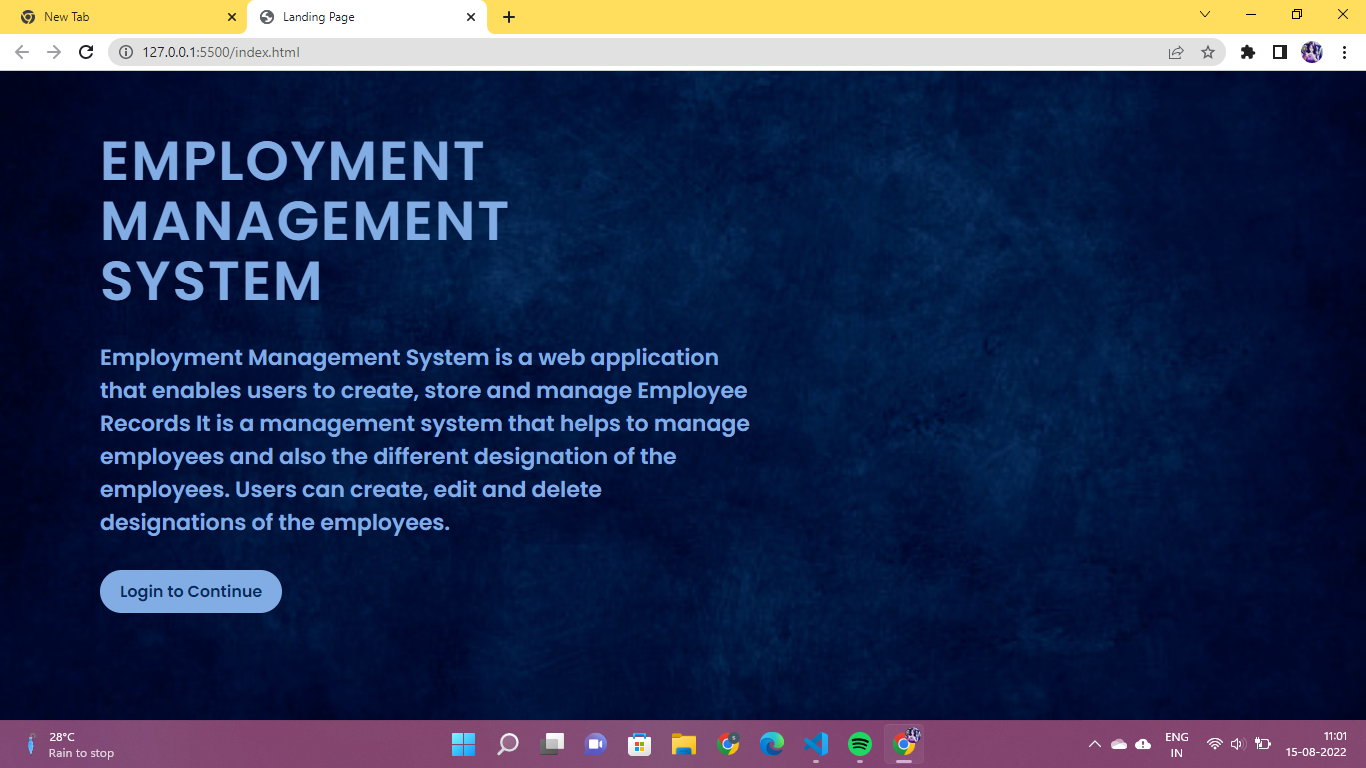 New Tab
Landing Page
127.0.0.1:5500/index.html
EMPLOYMENT
MANAGEMENT
SYSTEM
Employment Management System is a web application
that enables users to create, store and manage Employee
Records It is a management system that helps to manage
employees and also the different designation of the
employees. Users can create, edit and delete
designations of the employees.
Login to Continue
28°C
Rain to stop
ENG
IN
11:01
15-08-2022